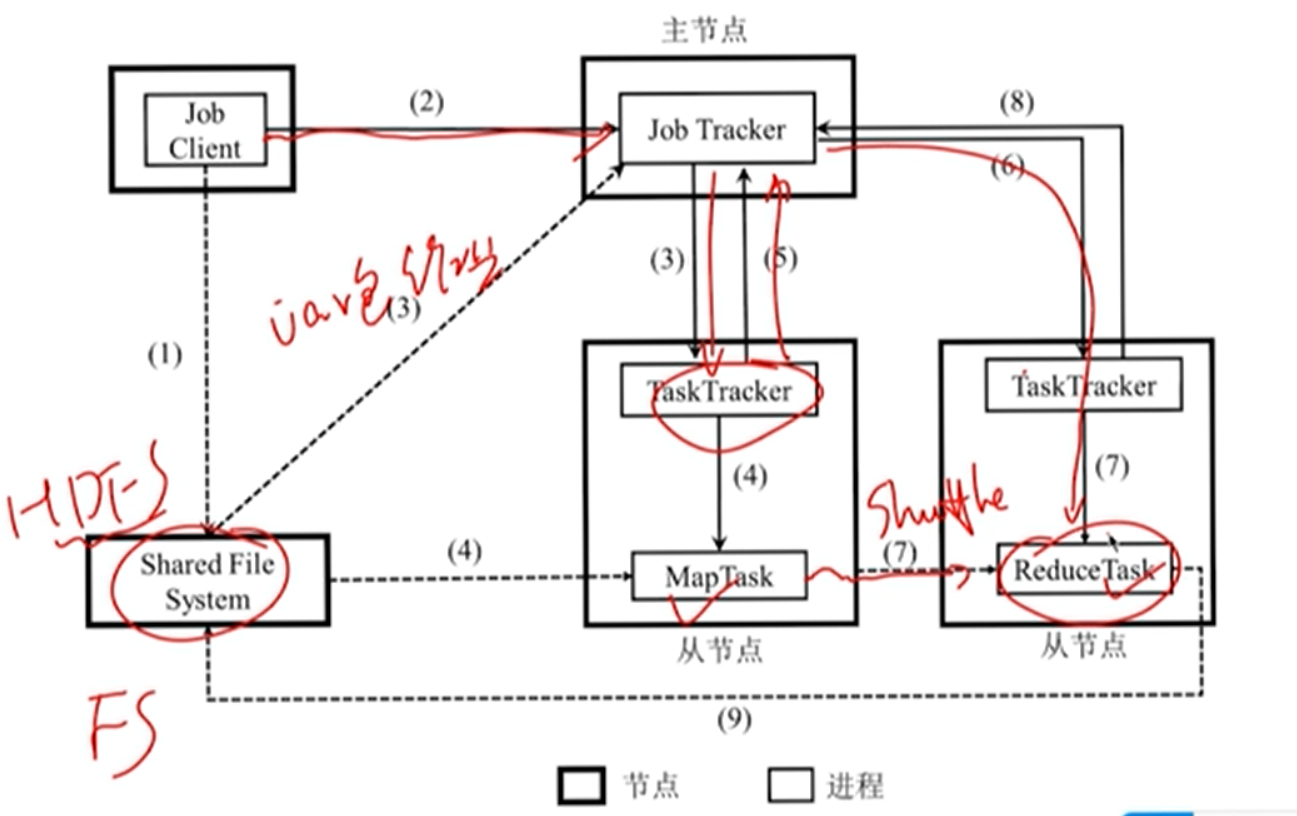 主节点
Job
Client
(2)
Job Tracker
(8)
(6)
(3)
(5)
jar包
(3)
(1)
TaskTracker
TaskTracker
(4)
(7)
HDFS
Shuffle
Shared File
System
(4)
MapTask
(7)
ReduceTask
从节点
从节点
FS
(9)
节点
进程